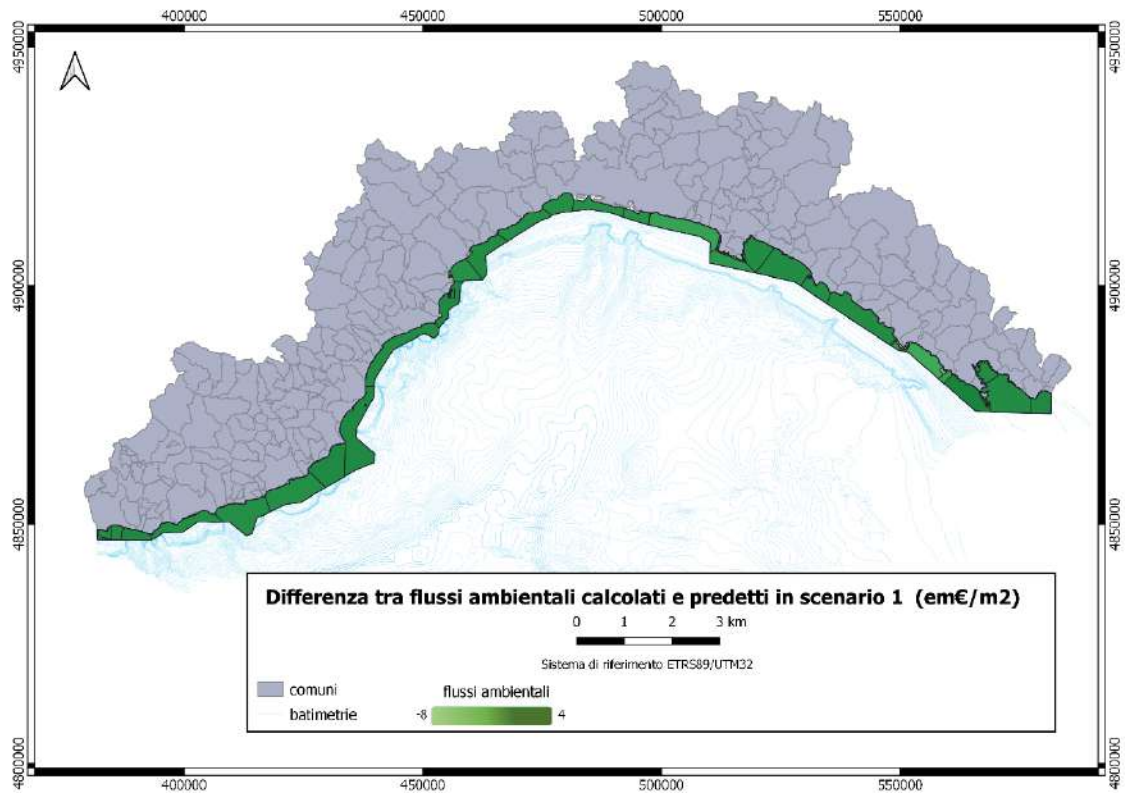 400000 450000 500000 550000
4950000 4950000
4900000 4900000
4850000 4850000
Differenza tra flussi ambientali calcolati e predetti in scenario 1 (em€/m2)
0 1 2 3 km
Sistema di riferimento ETRS89/UTM32
comuni flussi ambientali
batimetrie -8 4
4800000 4800000
400000 450000 500000 550000